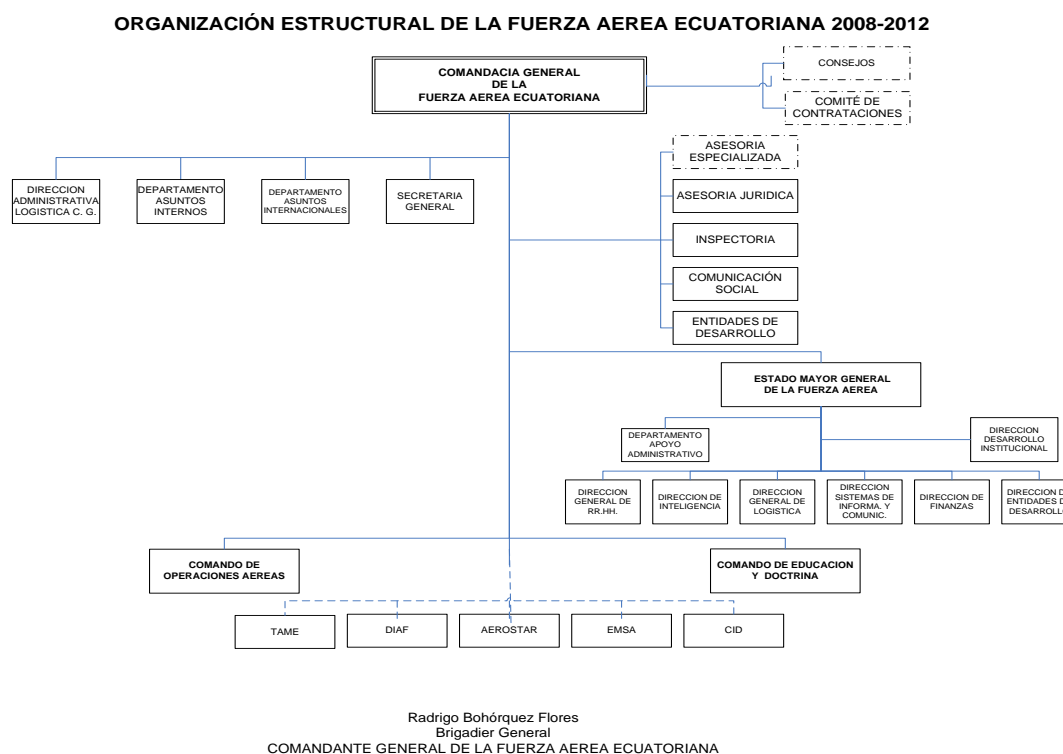 ORGANIZACIÓN ESTRUCTURAL DE LA FUERZA AEREA ECUATORIANA 2008-2012
COMANDACIA GENERAL
DE LA
FUERZA AEREA ECUATORIANA
CONSEJOS
COMITÉ DE
CONTRATACIONES
DIRECCION
ADMINISTRATIVA
LOGISTICA C. G.
DEPARTAMENTO
ASUNTOS
INTERNOS
DEPARTAMENTO
ASUNTOS
INTERNACIONALES
SECRETARIA
GENERAL
ASESORIA
ESPECIALIZADA
ASESORIA JURIDICA
INSPECTORIA
COMUNICACIÓN
SOCIAL
ENTIDADES DE
DESARROLLO
ESTADO MAYOR GENERAL
DE LA FUERZA AEREA
DEPARTAMENTO
APOYO
ADMINISTRATIVO
DIRECCION
DESARROLLO
INSTITUCIONAL
DIRECCION
GENERAL DE
RR.HH.
DIRECCION DE
INTELIGENCIA
DIRECCION
GENERAL DE
LOGISTICA
DIRECCION
SISTEMAS DE
INFORMA. Y
COMUNIC.
DIRECCION DE
FINANZAS
DIRECCION DE
ENTIDADES DE
DESARROLLO
COMANDO DE
OPERACIONES AEREAS
COMANDO DE EDUCACION
Y DOCTRINA
TAME
DIAF
AEROSTAR
EMSA
CID
Radrigo Bohórquez Flores
Brigadier General
COMANDANTE GENERAL DE LA FUERZA AEREA ECUATORIANA